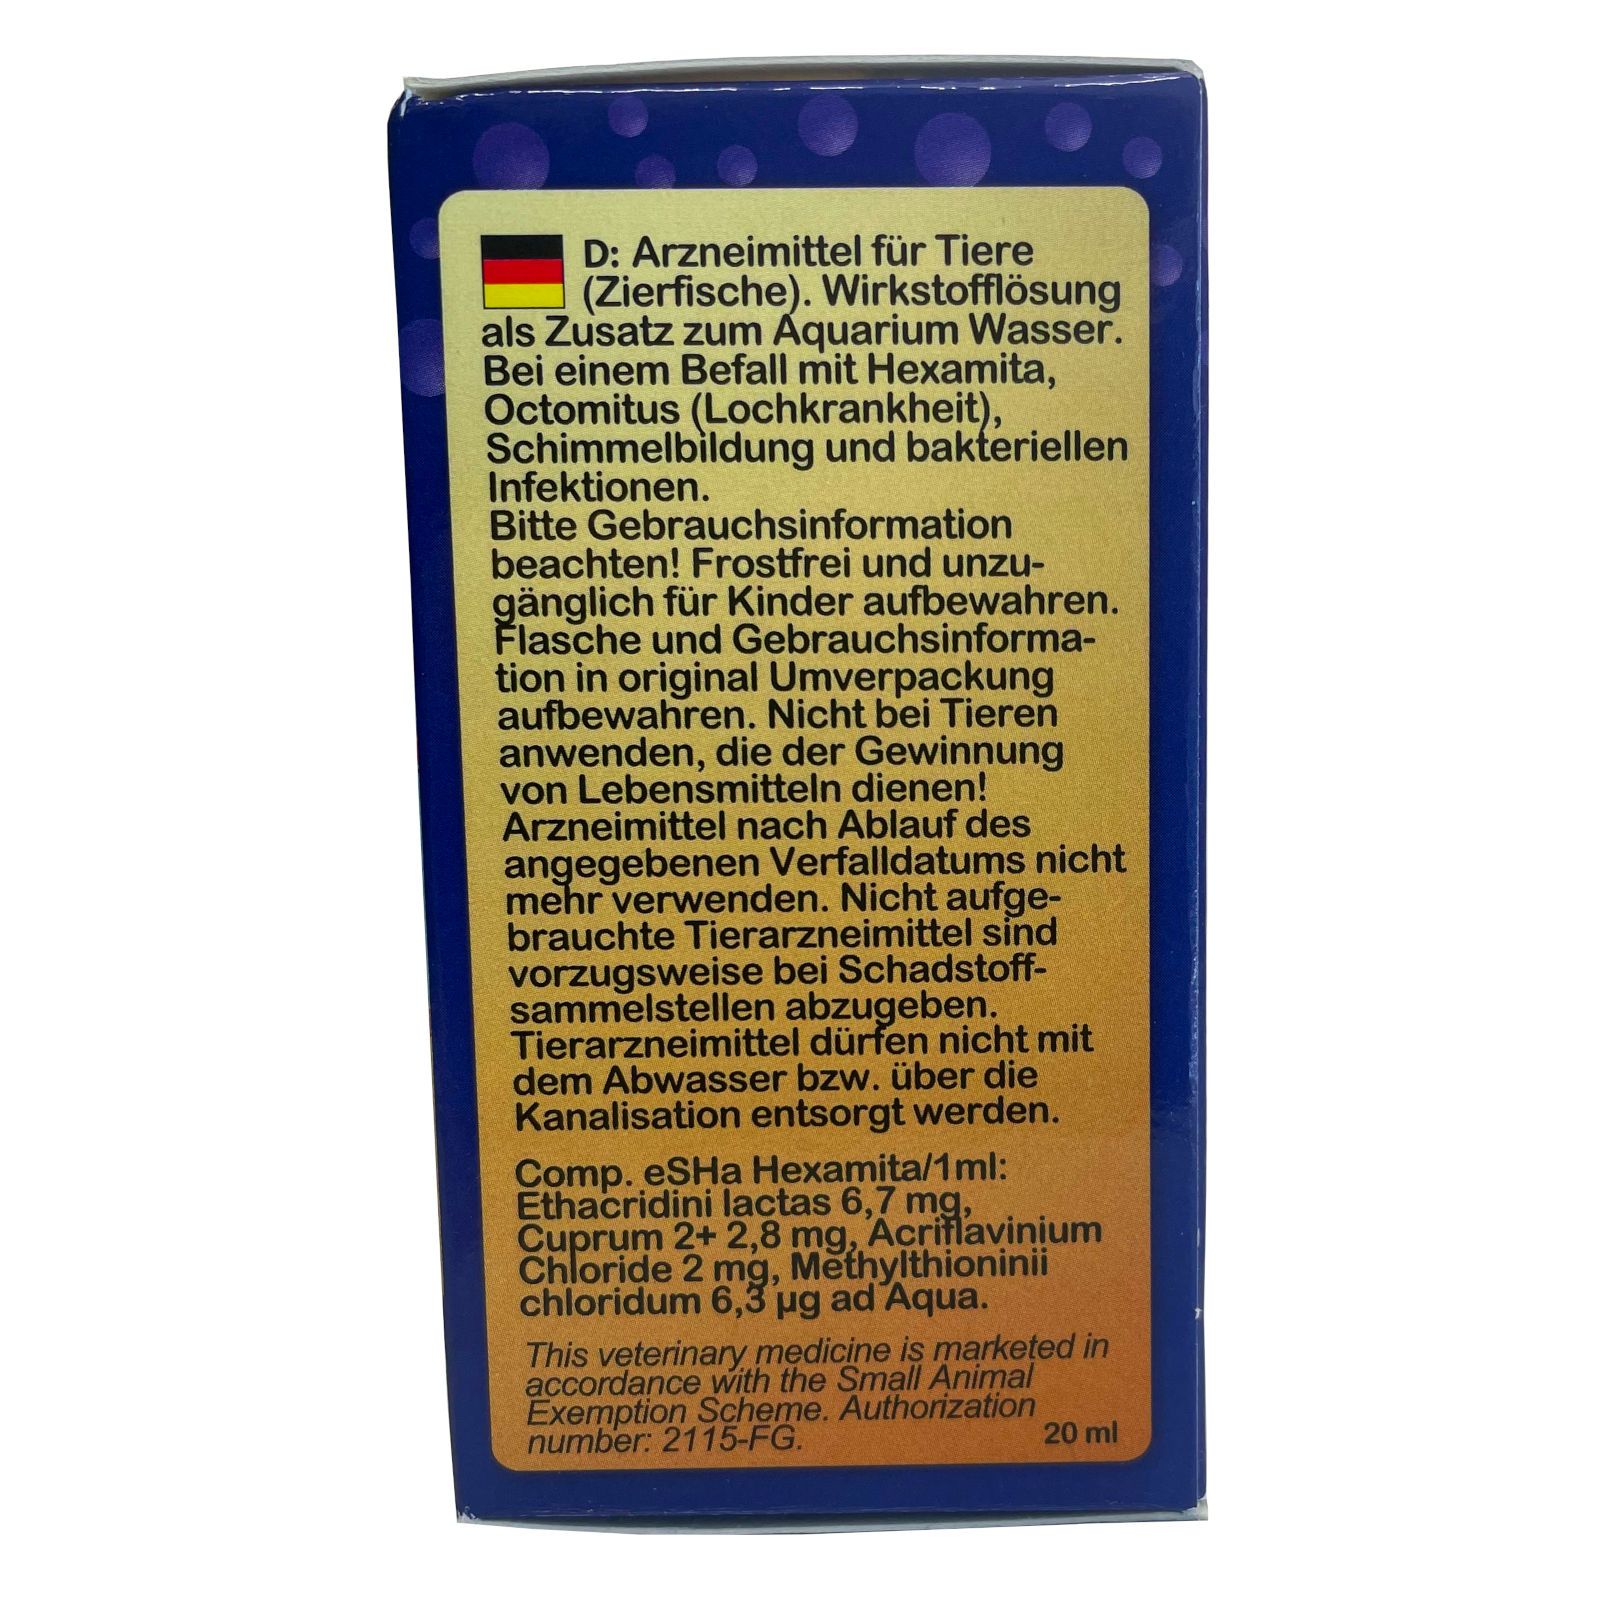 D: Arzneimittel für Tiere
(Zierfische). Wirkstofflösung
als Zusatz zum Aquarium Wasser.
Bei einem Befall mit Hexamita,
Octomitus (Lochkrankheit),
Schimmelbildung und bakteriellen
Infektionen.
Bitte Gebrauchsinformation
beachten! Frostfrei und unzu-
gänglich für Kinder aufbewahren.
Flasche und Gebrauchsinforma-
tion in original Umverpackung
aufbewahren. Nicht bei Tieren
anwenden, die der Gewinnung
von Lebensmitteln dienen!
Arzneimittel nach Ablauf des
angegebenen Verfalldatums nicht
mehr verwenden. Nicht aufge-
brauchte Tierarzneimittel sind
vorzugsweise bei Schadstoff-
sammelstellen abzugeben.
Tierarzneimittel dürfen nicht mit
dem Abwasser bzw. über die
Kanalisation entsorgt werden.
Comp. eSHa Hexamita/1ml:
Ethacridini lactas 6,7 mg,
Cuprum 2+ 2,8 mg, Acriflavinium
Chloride 2 mg, Methylthioninii
chloridum 6,3 µg ad Aqua.
This veterinary medicine is marketed in
accordance with the Small Animal
Exemption Scheme. Authorization
number: 2115-FG.
20 ml